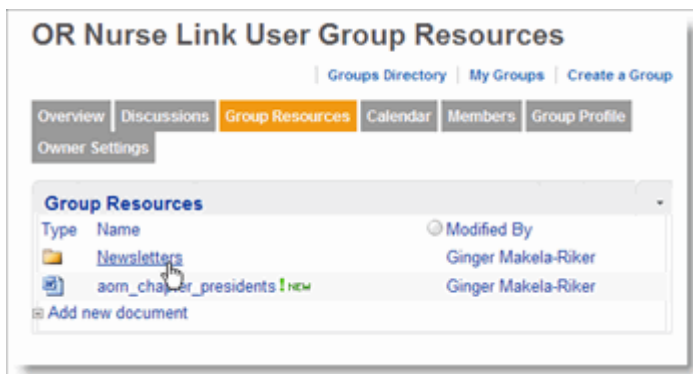 OR Nurse Link User Group Resources
Groups Directory My Groups Create a Group
Overview Discussions Group Resources Calendar Members Group Profile
Owner Settings
Group Resources
Type Name Modified By
Newsletters Ginger Makela-Riker
aorn_chapter_presidents ! NEW Ginger Makela-Riker
Add new document